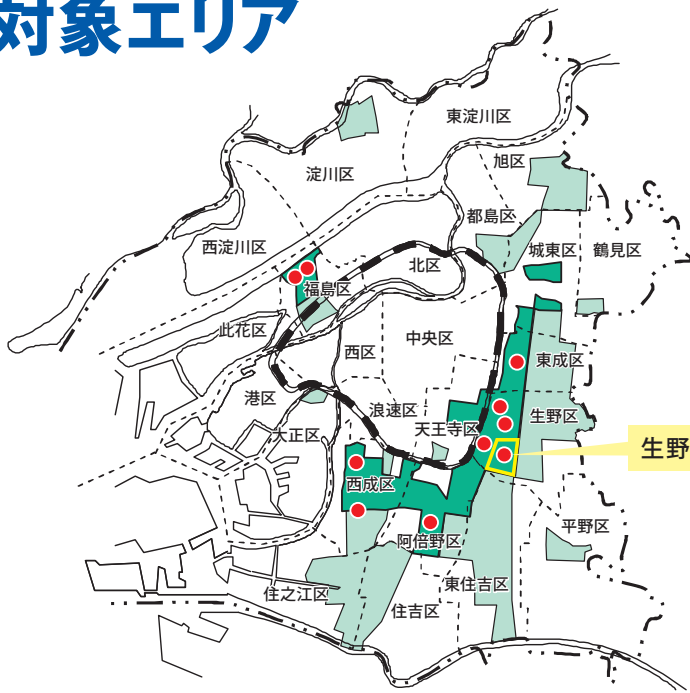 対象エリア
東淀川区
旭区
淀川区
都島区
西淀川区
城東区
鶴見区
北区
福島区
此花区
西区
中央区
東成区
港区
浪速区
生野区
大正区
天王寺区
生野
西成区
平野区
阿倍野区
東住吉区
住之江区
住吉区